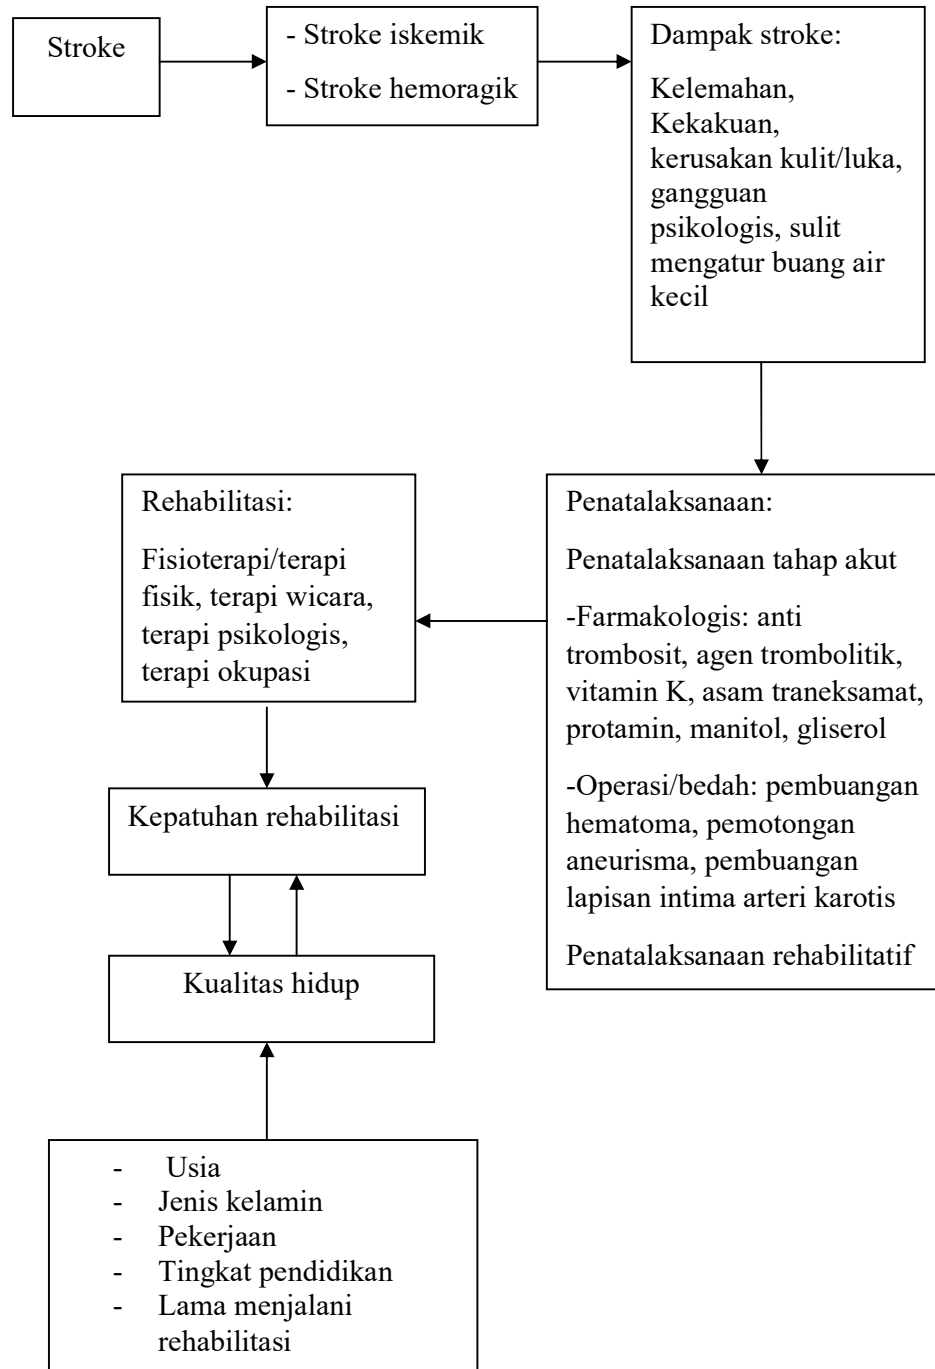 Stroke
- Stroke iskemik
- Stroke hemoragik
Dampak stroke:
Kelemahan,
Kekakuan,
kerusakan kulit/luka,
gangguan
psikologis, sulit
mengatur buang air
kecil
Penatalaksanaan:
Penatalaksanaan tahap akut
-Farmakologis: anti
trombosit, agen trombolitik,
vitamin K, asam traneksamat,
protamin, manitol, gliserol
-Operasi/bedah: pembuangan
hematoma, pemotongan
aneurisma, pembuangan
lapisan intima arteri karotis
Penatalaksanaan rehabilitatif
Rehabilitasi:
Fisioterapi/terapi
fisik, terapi wicara,
terapi psikologis,
terapi okupasi
Kepatuhan rehabilitasi
Kualitas hidup
- Usia
- Jenis kelamin
- Pekerjaan
- Tingkat pendidikan
- Lama menjalani
rehabilitasi